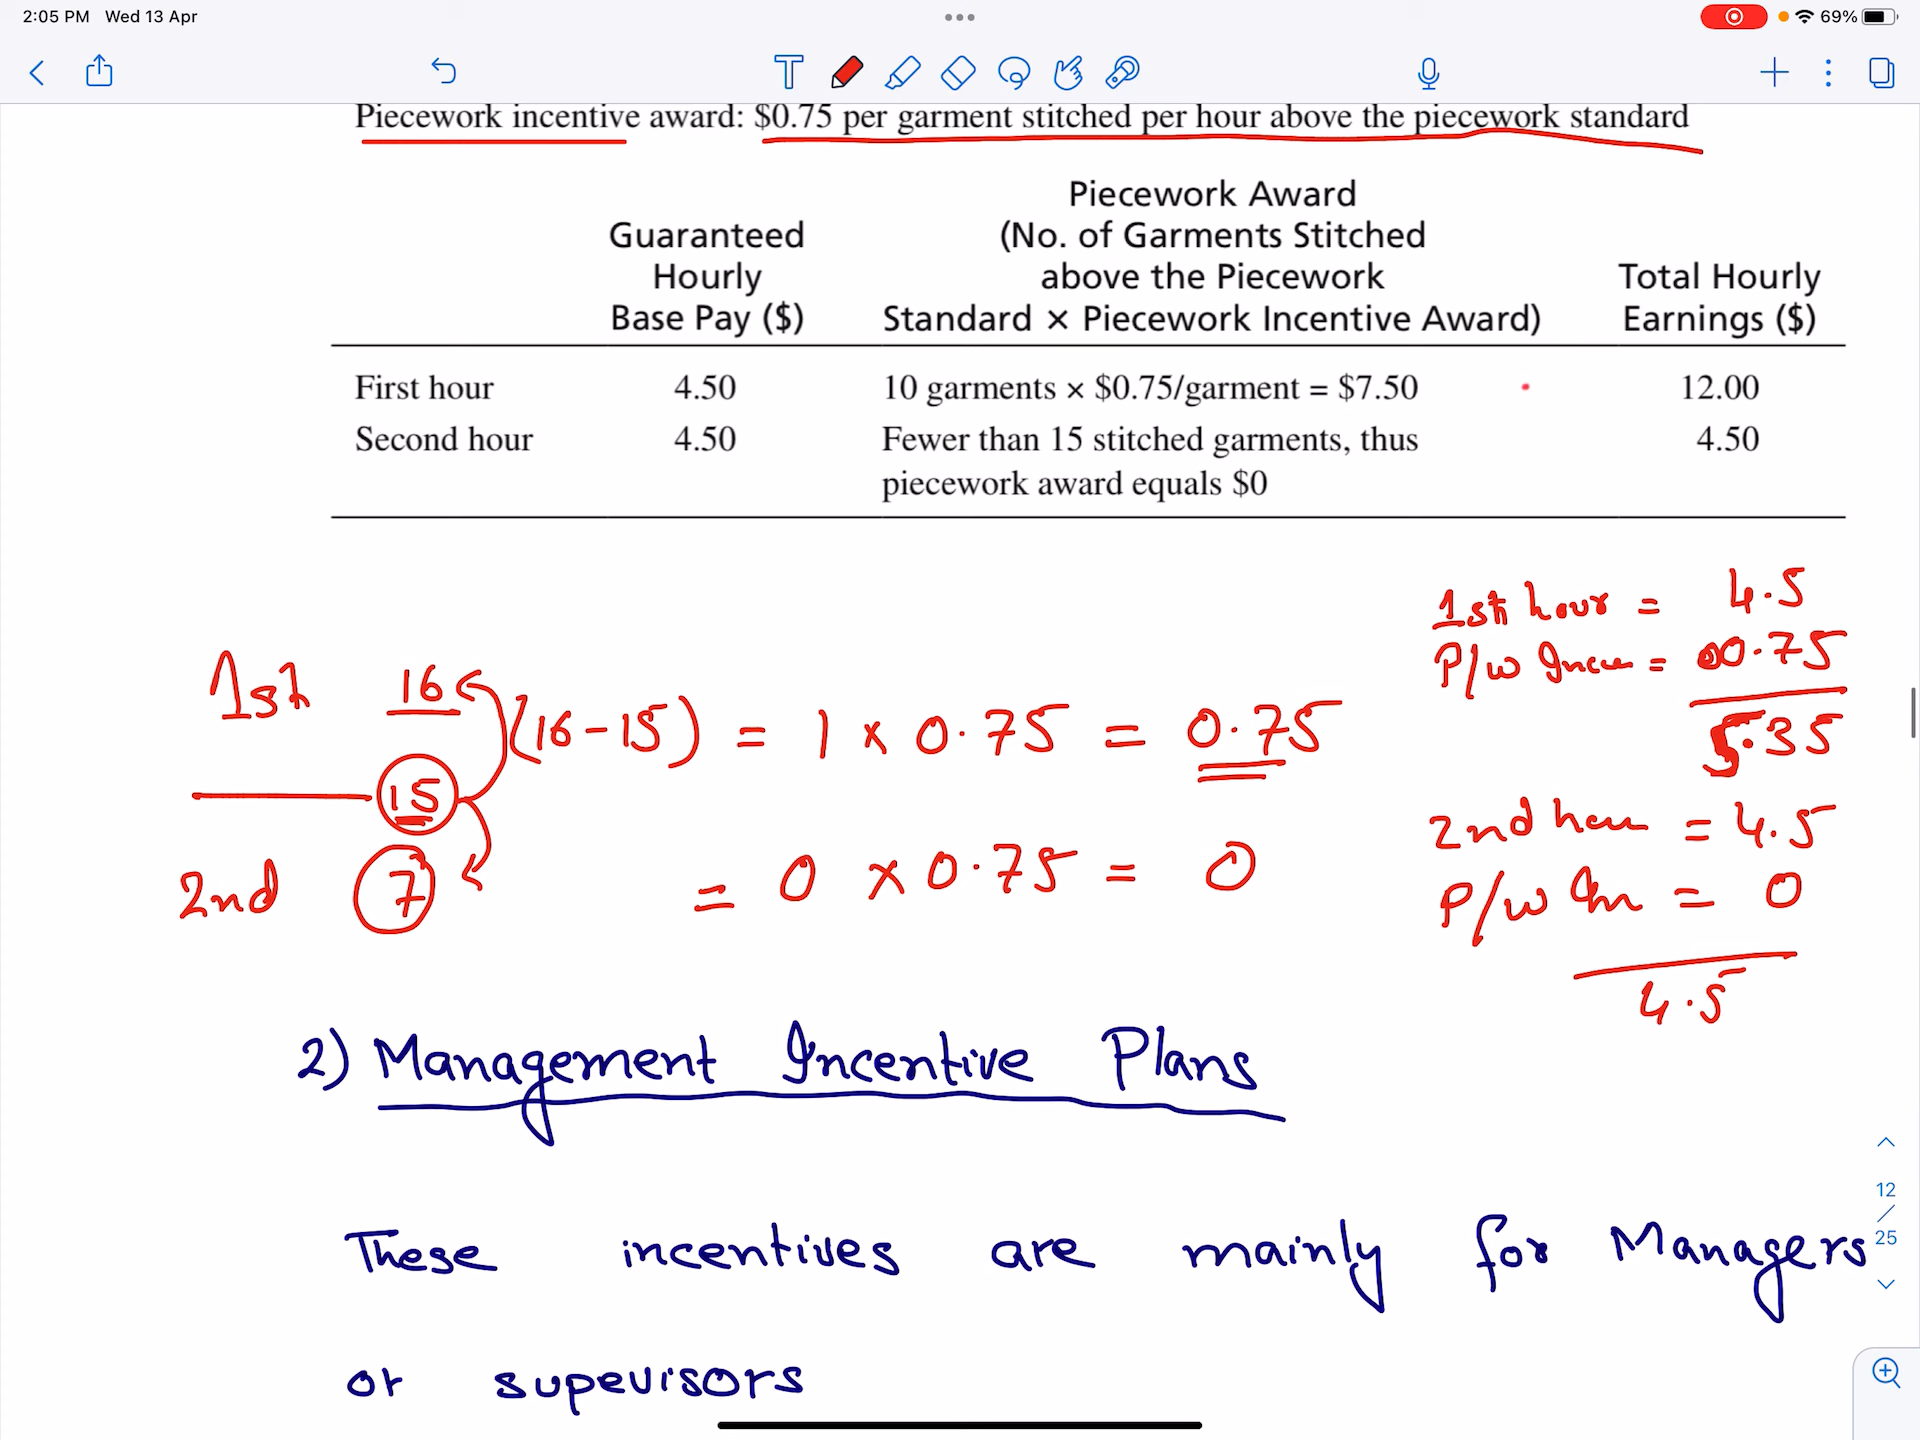 2:05 PM Wed 13 Apr
69%
Piecework incentive award: $0.75 per garment stitched per hour above the piecework standard
Guaranteed Hourly Base Pay ($)
Piecework Award
(No. of Garments Stitched
above the Piecework
Standard × Piecework Incentive Award)
Total Hourly
Earnings ($)
First hour 4.50 10 garments × $0.75/garment = $7.50 12.00
Second hour 4.50 Fewer than 15 stitched garments, thus 4.50
piecework award equals $0
1st 16 (16-15) = 1 x 0.75 = 0.75
15
2nd 7 = 0 x 0.75 = 0
1st hour = 4.5
P/w = 0.75
5.35
2nd = 4.5
P/w = 0
4.5
2) Management Incentive Plans
These incentives are mainly for Managers
or supevisors
12
/
25